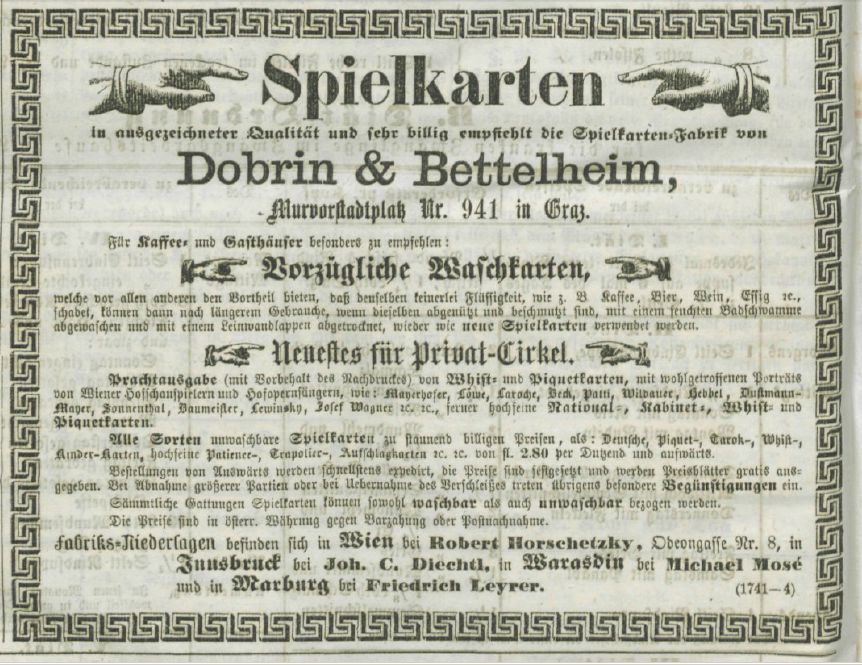 Spielkarten
in ausgezeichneter Qualität und sehr billig empfiehlt die Spielkarten-Fabrik von
Dobrin & Bettelheim,
Murvorstadtplatz Nr. 941 in Graz.
Für Kaffee- und Gasthäuser besonders zu empfehlen:
Vorzügliche Waschkarten,
welche vor allen anderen den Vortheil bieten, daß denselben keinerlei Flüssigkeit, wie z. B. Kaffee, Bier, Wein, Essig ꝛc.,
schadet, können dann nach längerem Gebrauche, wenn dieselben abgenützt und beschmutzt sind, mit einem feuchten Badschwamme
abgewaschen und mit einem Leinwandlappen abgetrocknet, wieder wie neue Spielkarten verwendet werden.
Neuestes für Privat-Cirkel.
Prachtausgabe (mit Vorbehalt des Nachdruckes) von Whist- und Piquetkarten, mit wohlgetroffenen Porträts
von Wiener Hofschauspielern und Hofopernsängern, wie: Mayerhofer, Löwe, Laroche, Beck, Patti, Wildauer, Hebbel, Dustmann-
Mayer, Sonnenthal, Baumeister, Lewinsky, Josef Wagner ꝛc. ꝛc., ferner hochfeine National-, Kabinet-, Whist- und
Piquetkarten.
Alle Sorten unwaschbare Spielkarten zu staunend billigen Preisen, als: Deutsche, Piquet-, Tarok-, Whist-,
Kinder-Karten, hochfeine Patience-, Trapolier-, Aufschlagkarten ꝛc. ꝛc. von fl. 2.80 per Dutzend und aufwärts.
Bestellungen von Auswärts werden schnellstens expedirt, die Preise sind festgesetzt und werden Preisblätter gratis aus-
gegeben. Bei Abnahme größerer Partien oder bei Uebernahme des Verschleißes treten übrigens besondere Begünstigungen ein.
Sämmtliche Gattungen Spielkarten können sowohl waschbar als auch unwaschbar bezogen werden.
Die Preise sind in österr. Währung gegen Barzahung oder Postnachnahme.
Fabriks-Niederlagen befinden sich in Wien bei Robert Horschetzky, Odeongasse Nr. 8, in
Innsbruck bei Joh. C. Diechtl, in Warasdin bei Michael Mosé
und in Marburg bei Friedrich Leyrer. (1741—4)